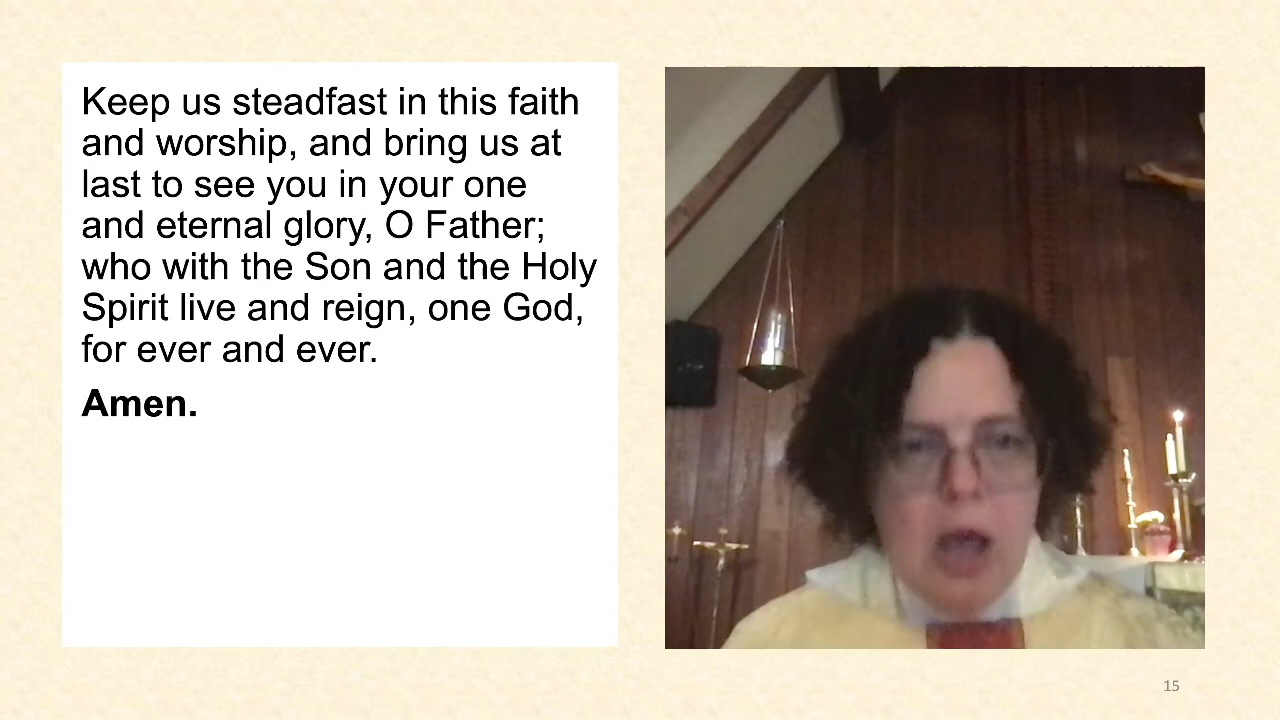 Keep us steadfast in this faith
and worship, and bring us at
last to see you in your one
and eternal glory, O Father;
who with the Son and the Holy
Spirit live and reign, one God,
for ever and ever.
Amen.
15